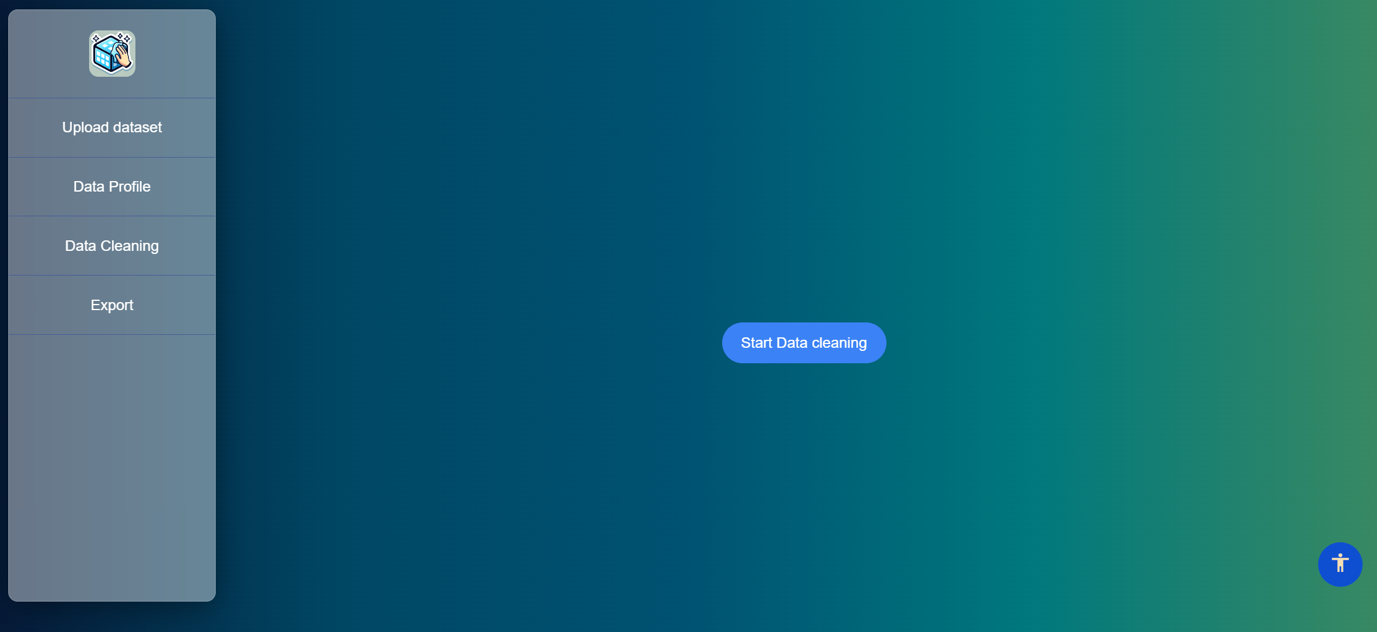 Upload dataset
Data Profile
Data Cleaning
Export
Start Data cleaning